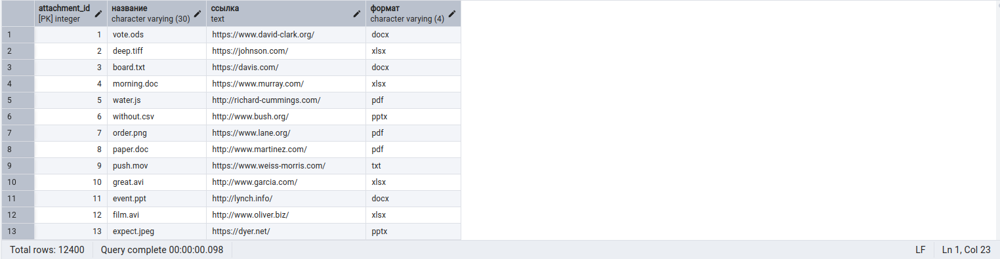 attachment_id название ссылка формат
[PK] integer character varying (30) text character varying (4)
1 1 vote.ods https://www.david-clark.org/ docx
2 2 deep.tiff https://johnson.com/ xlsx
3 3 board.txt https://davis.com/ docx
4 4 morning.doc https://www.murray.com/ xlsx
5 5 water.js http://richard-cummings.com/ pdf
6 6 without.csv http://www.bush.org/ pptx
7 7 order.png https://www.lane.org/ pdf
8 8 paper.doc http://www.martinez.com/ pdf
9 9 push.mov https://www.weiss-morris.com/ txt
10 10 great.avi http://www.garcia.com/ xlsx
11 11 event.ppt http://lynch.info/ docx
12 12 film.avi http://www.oliver.biz/ xlsx
13 13 expect.jpeg https://dyer.net/ pptx
Total rows: 12400 Query complete 00:00:00.098 LF Ln 1, Col 23